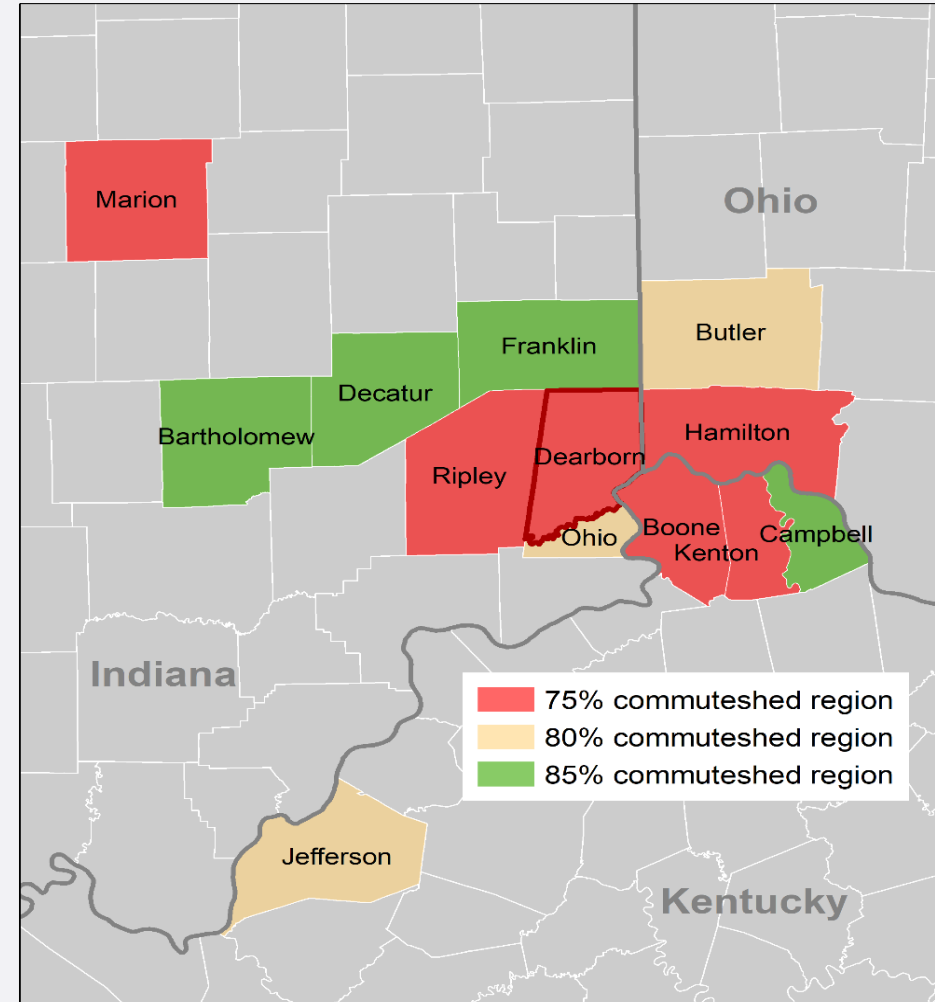 Marion
Ohio
Butler
Franklin
Decatur
Bartholomew
Hamilton
Dearborn
Ripley
Boone
Campbell
Ohio
Kenton
Indiana
75% commuteshed region
80% commuteshed region
85% commuteshed region
Jefferson
Kentucky